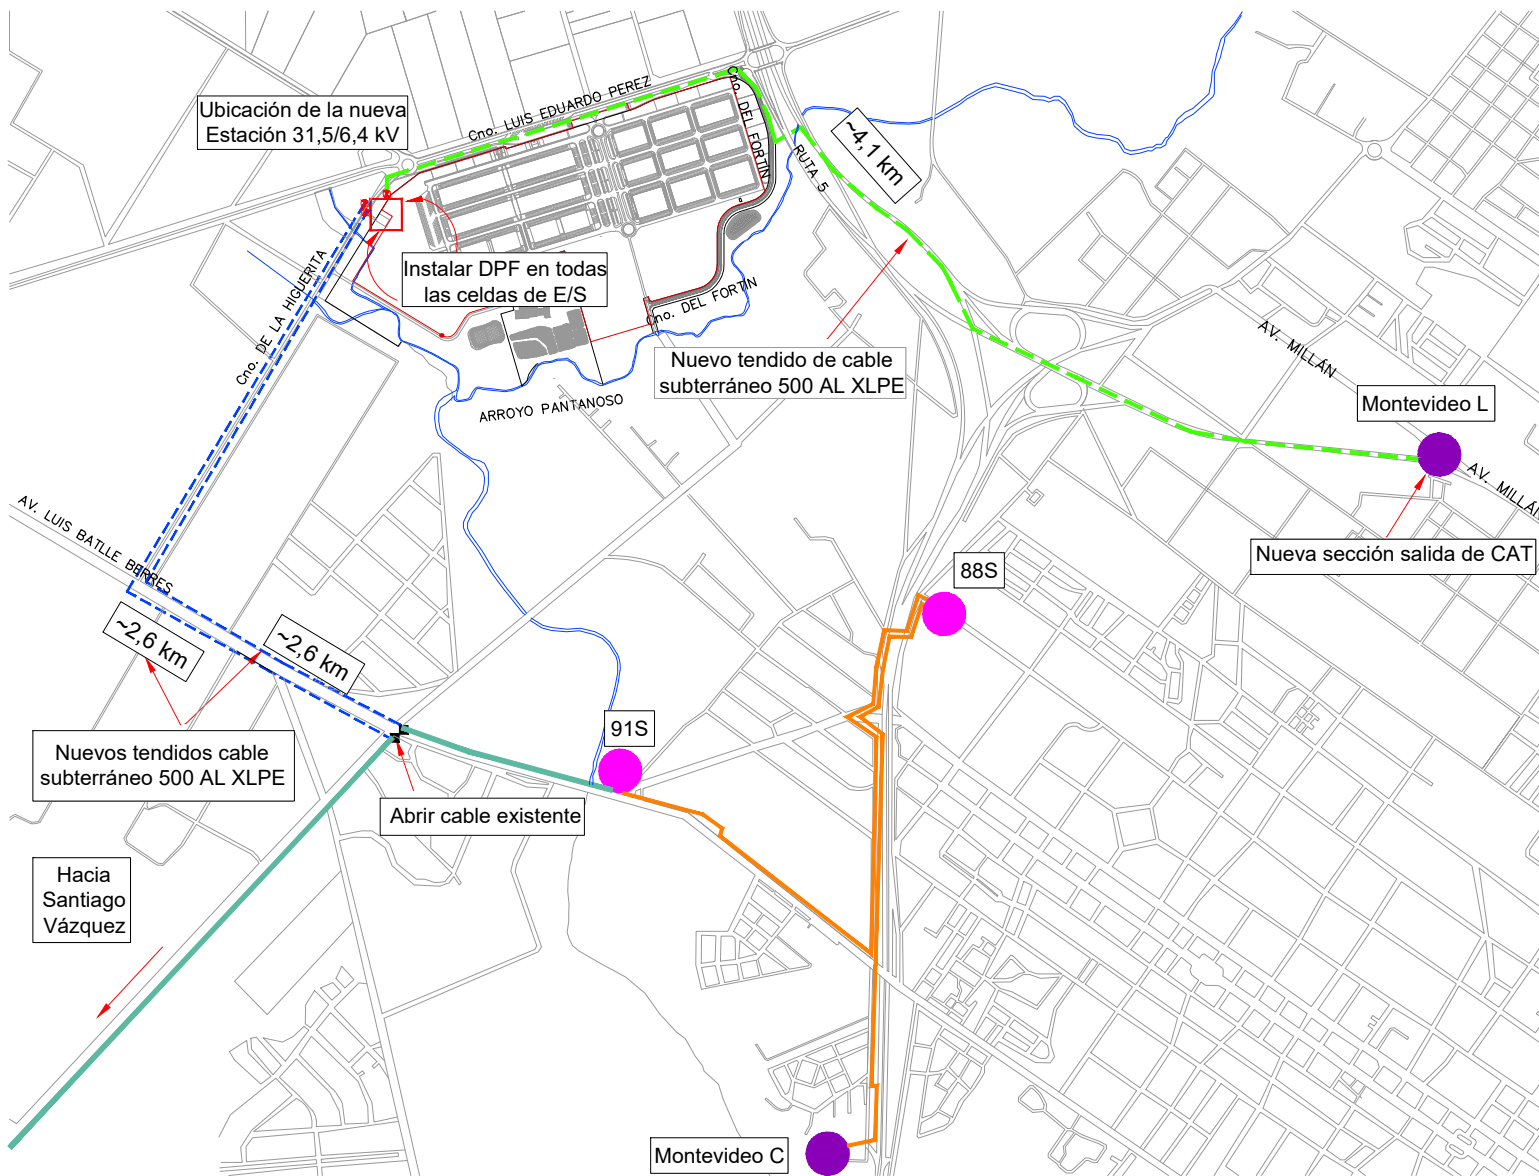 Ubicación de la nueva
Estación 31,5/6,4 kV
Cno. LUIS EDUARDO PEREZ
Cno. DEL FORTÍN
RUTA 5
~4,1 km
Instalar DPF en todas
las celdas de E/S
Cno. DE LA HIGUERITA
Cno. DEL FORTÍN
Nuevo tendido de cable
subterráneo 500 AL XLPE
ARROYO PANTANOSO
AV. MILLÁN
Montevideo L
AV. MILLÁN
Nueva sección salida de CAT
AV. LUIS BATLLE BERRES
88S
~2,6 km
~2,6 km
91S
Nuevos tendidos cable
subterráneo 500 AL XLPE
Abrir cable existente
Hacia
Santiago
Vázquez
Montevideo C